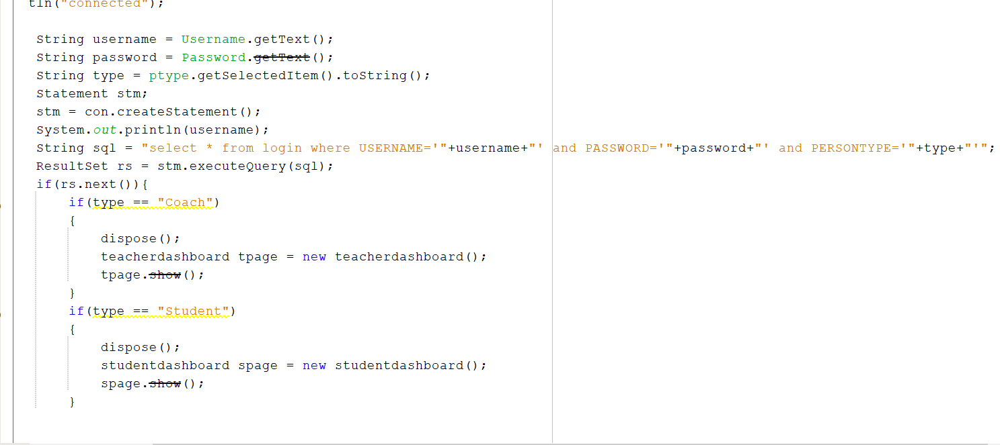 tln("connected");
String username = Username.getText();
String password = Password.getText();
String type = ptype.getSelectedItem().toString();
Statement stm;
stm = con.createStatement();
System.out.println(username);
String sql = "select * from login where USERNAME='"+username+"' and PASSWORD='"+password+"' and PERSONTYPE='"+type+"'";
ResultSet rs = stm.executeQuery(sql);
if(rs.next()){
if(type == "Coach")
{
dispose();
teacherdashboard tpage = new teacherdashboard();
tpage.show();
}
if(type == "Student")
{
dispose();
studentdashboard spage = new studentdashboard();
spage.show();
}